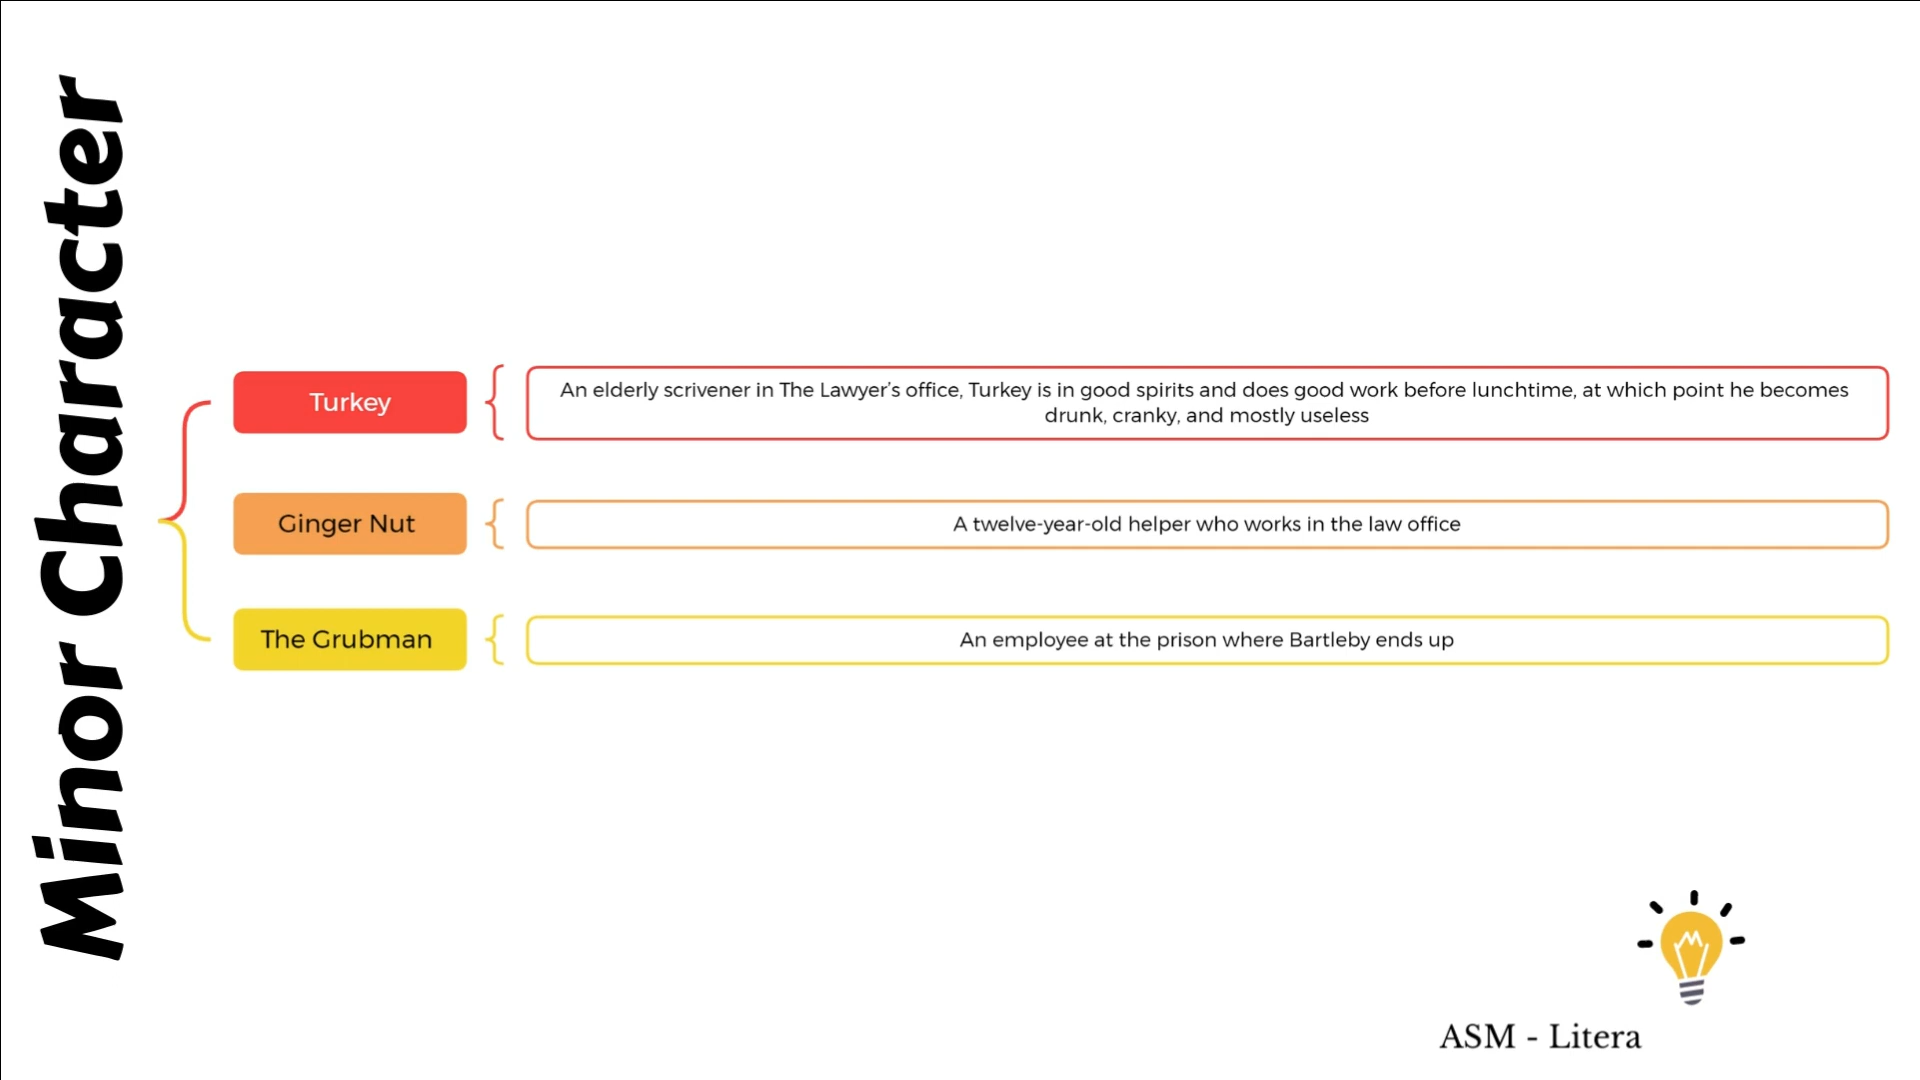 Minor Character
Turkey
An elderly scrivener in The Lawyer’s office, Turkey is in good spirits and does good work before lunchtime, at which point he becomes
drunk, cranky, and mostly useless
Ginger Nut
A twelve-year-old helper who works in the law office
The Grubman
An employee at the prison where Bartleby ends up
ASM - Litera